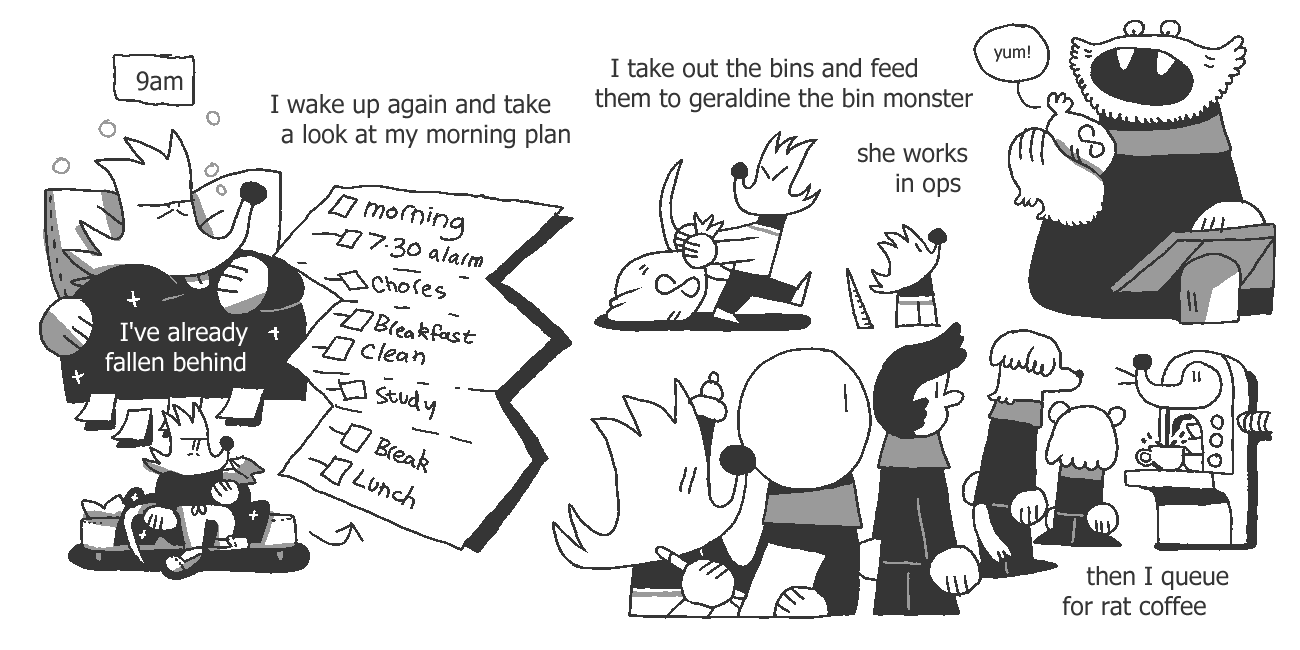 9am
I wake up again and take
a look at my morning plan
morning
7.30 alarm
chores
Breakfast
Clean
Study
Break
Lunch
I've already
fallen behind
I take out the bins and feed
them to geraldine the bin monster
she works
in ops
yum!
then I queue
for rat coffee